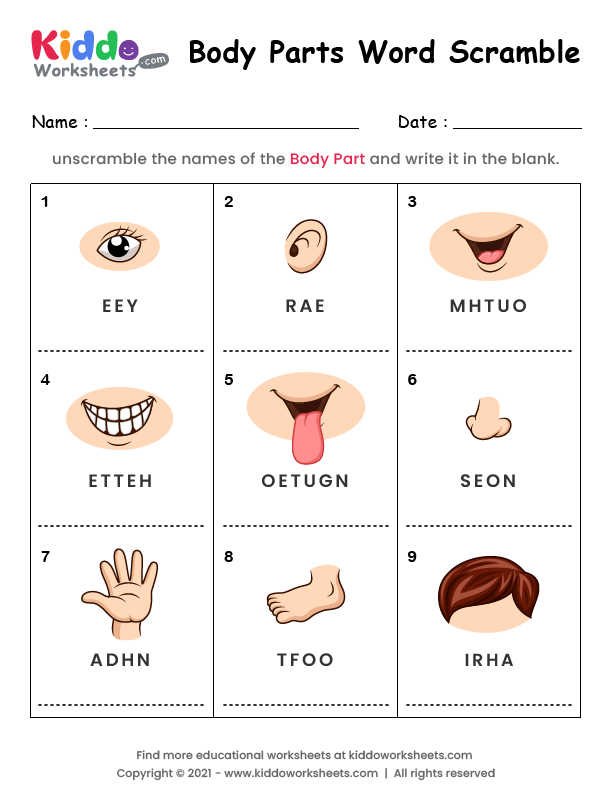 Kiddo
Worksheets.com
Body Parts Word Scramble
Name :
Date :
unscramble the names of the Body Part and write it in the blank.
1
2
3
EEY
RAE
MHTUO
4
5
6
ETTEH
OETUGN
SEON
7
8
9
ADHN
TFOO
IRHA
Find more educational worksheets at kiddoworksheets.com
Copyright © 2021 - www.kiddoworksheets.com | All rights reserved